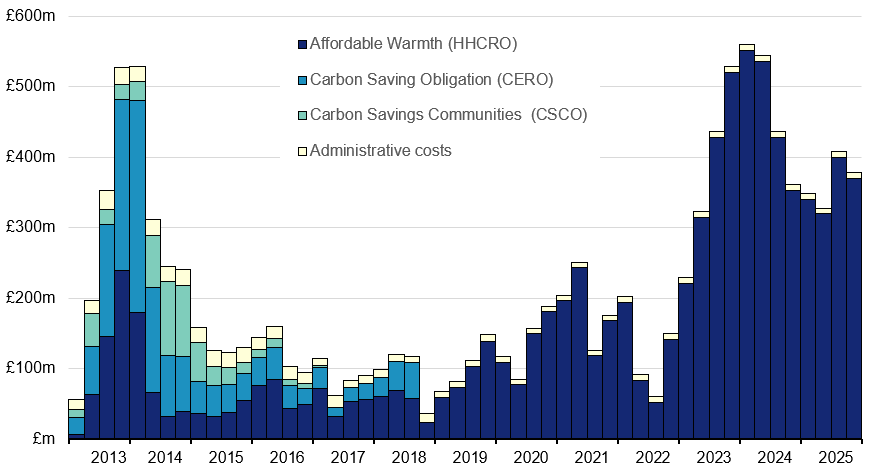 £600m
£500m
£400m
£300m
£200m
£100m
£m
Affordable Warmth (HHCRO)
Carbon Saving Obligation (CERO)
Carbon Savings Communities  (CSCO)
Administrative costs
2013 2014 2015 2016 2017 2018 2019 2020 2021 2022 2023 2024 2025